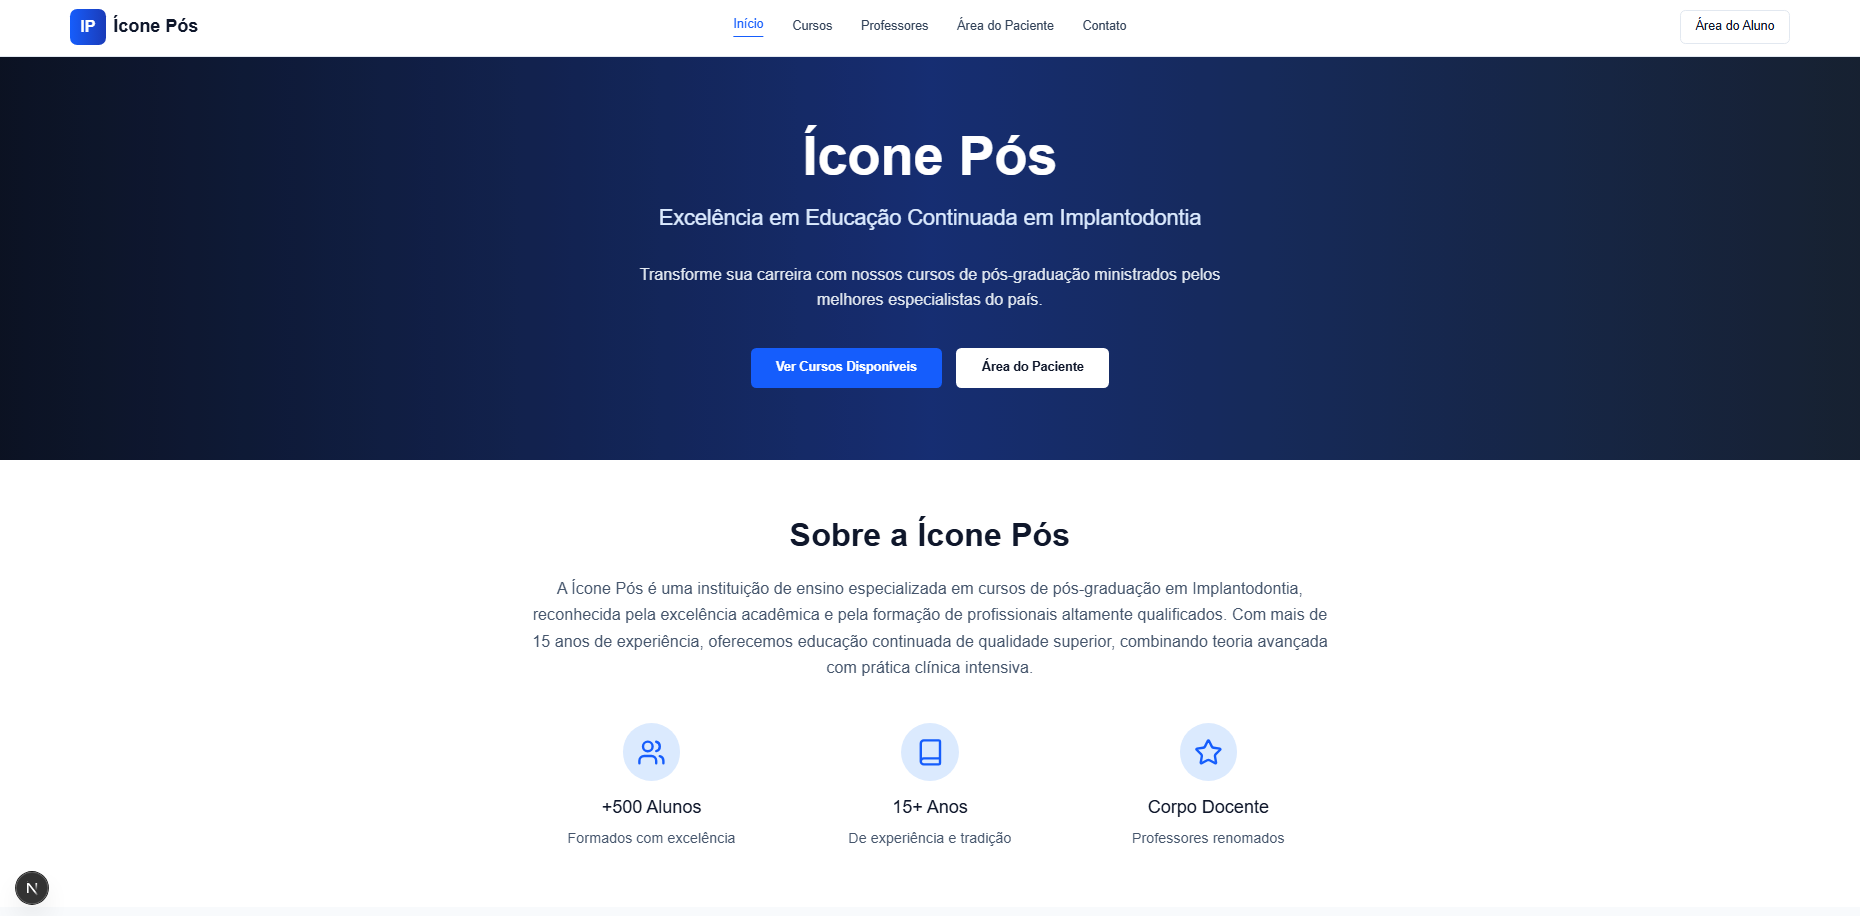 IP Ícone Pós
Início Cursos Professores Área do Paciente Contato
Área do Aluno
Ícone Pós
Excelência em Educação Continuada em Implantodontia
Transforme sua carreira com nossos cursos de pós-graduação ministrados pelos
melhores especialistas do país.
Ver Cursos Disponíveis
Área do Paciente
Sobre a Ícone Pós
A Ícone Pós é uma instituição de ensino especializada em cursos de pós-graduação em Implantodontia,
reconhecida pela excelência acadêmica e pela formação de profissionais altamente qualificados. Com mais de
15 anos de experiência, oferecemos educação continuada de qualidade superior, combinando teoria avançada
com prática clínica intensiva.
+500 Alunos
Formados com excelência
15+ Anos
De experiência e tradição
Corpo Docente
Professores renomados
N